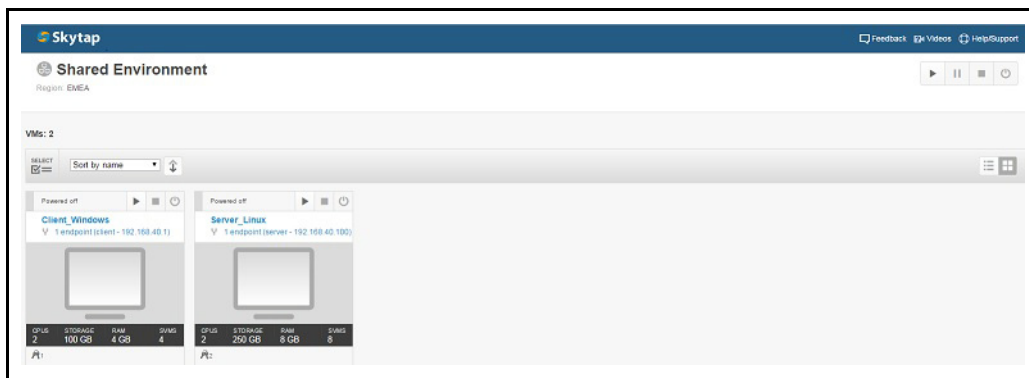 Skytap
Feedback Videos Help/Support
Shared Environment
Region: EMEA
VMs: 2
SELECT
Sort by name
Powered off
Client_Windows
1 endpoint (client - 192.168.40.1)
CPUS STORAGE RAM SVMS
2 100 GB 4 GB 4
1
Powered off
Server_Linux
1 endpoint (server - 192.168.40.100)
CPUS STORAGE RAM SVMS
2 250 GB 8 GB 8
2